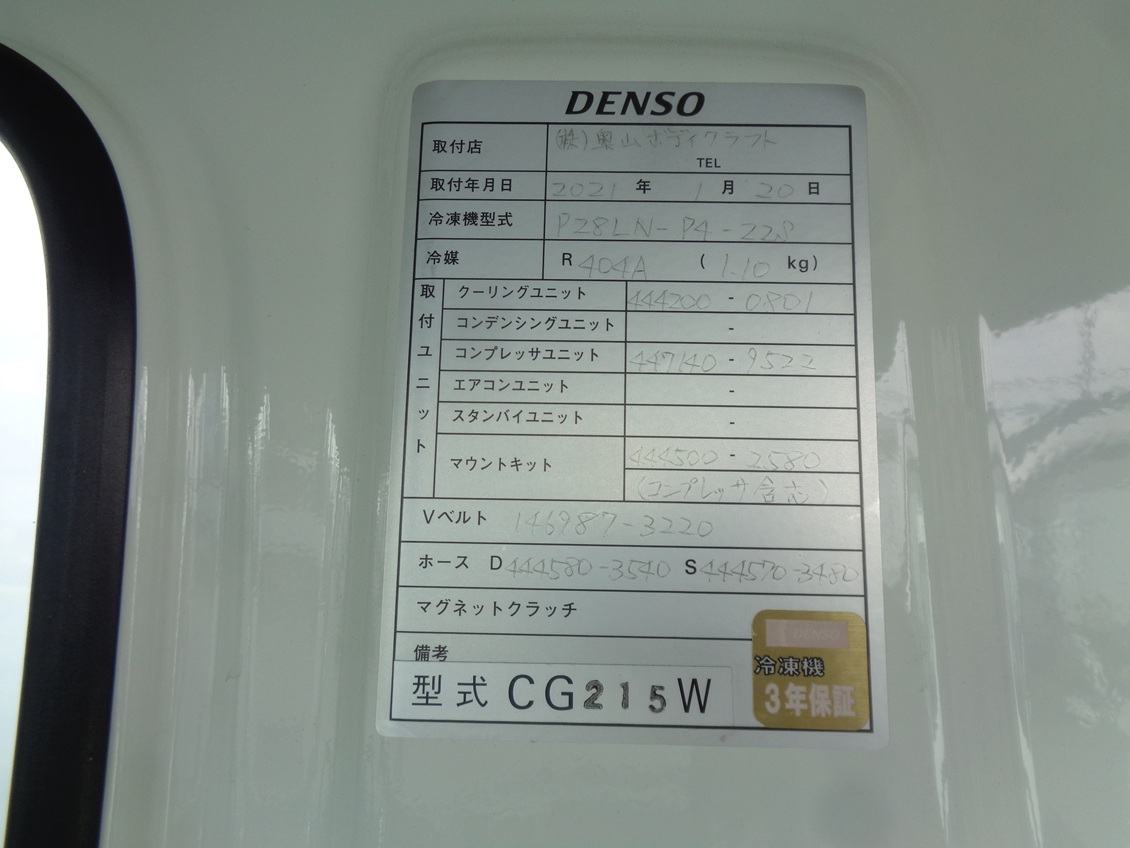 DENSO
取付店 (株)奥山ボディクラフト
TEL
取付年月日 2021 年 1 月 20 日
冷凍機型式 PZ8LN-P4-ZZS
冷媒 R 404A ( 1.10 kg)
取付ユニット
クーリングユニット 444200 - 0801
コンデンシングユニット -
コンプレッサユニット 447140 - 9522
エアコンユニット -
スタンバイユニット -
マウントキット 444500 - 2580
(コンプレッサ含む)
Vベルト 146987-3220
ホース D 444580-3540 S 444570-3480
マグネットクラッチ
備考
型式 CG215W
DENSO
冷凍機
3年保証